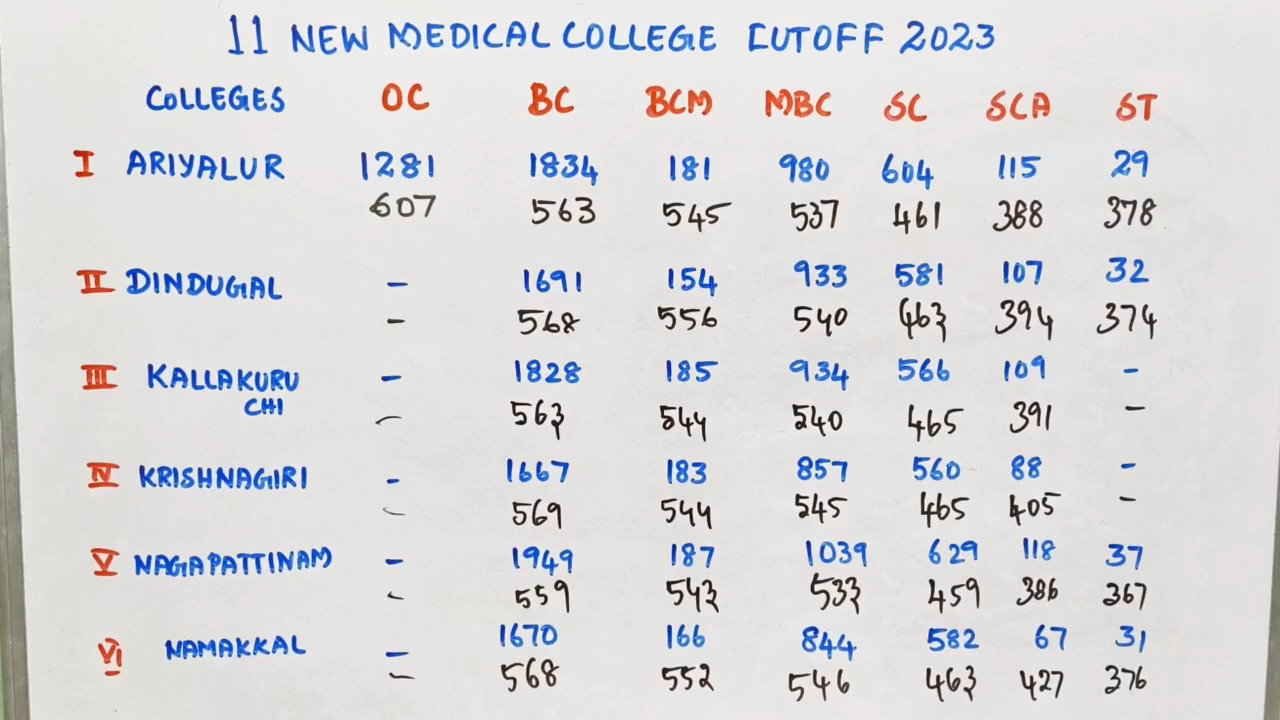 11 NEW MEDICAL COLLEGE CUTOFF 2023
COLLEGES OC BC BCM MBC SC SCA ST
I ARIYALUR 1281 1834 181 980 604 115 29
607 563 545 537 461 388 378
II DINDUGAL - 1691 154 933 581 107 32
- 568 556 540 463 394 374
III KALLAKURU - 1828 185 934 566 109 -
CHI - 563 544 540 465 391 -
IV KRISHNAGIRI - 1667 183 857 560 88 -
- 569 544 545 465 405 -
V NAGAPATTINAM - 1949 187 1039 629 118 37
- 559 543 533 459 386 367
VI NAMAKKAL - 1670 166 844 582 67 31
- 568 552 546 463 427 376